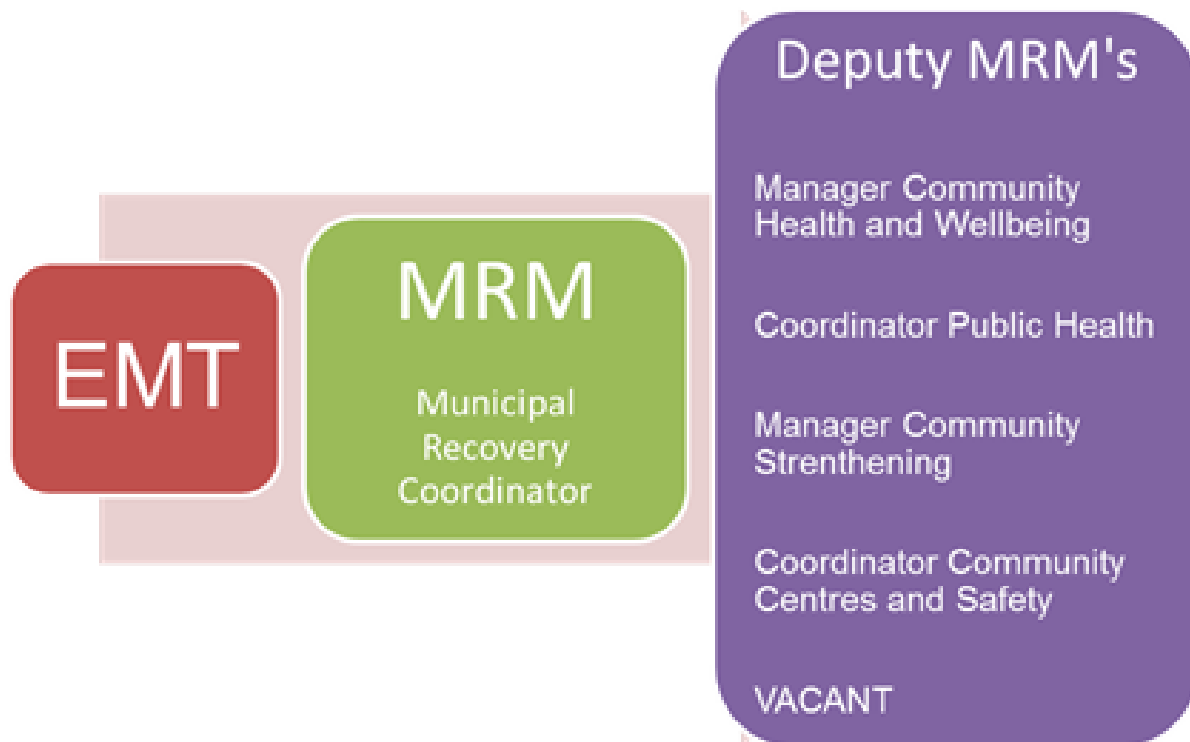 EMT
MRM
Municipal
Recovery
Coordinator
Deputy MRM's
Manager Community
Health and Wellbeing
Coordinator Public Health
Manager Community
Strenthening
Coordinator Community
Centres and Safety
VACANT